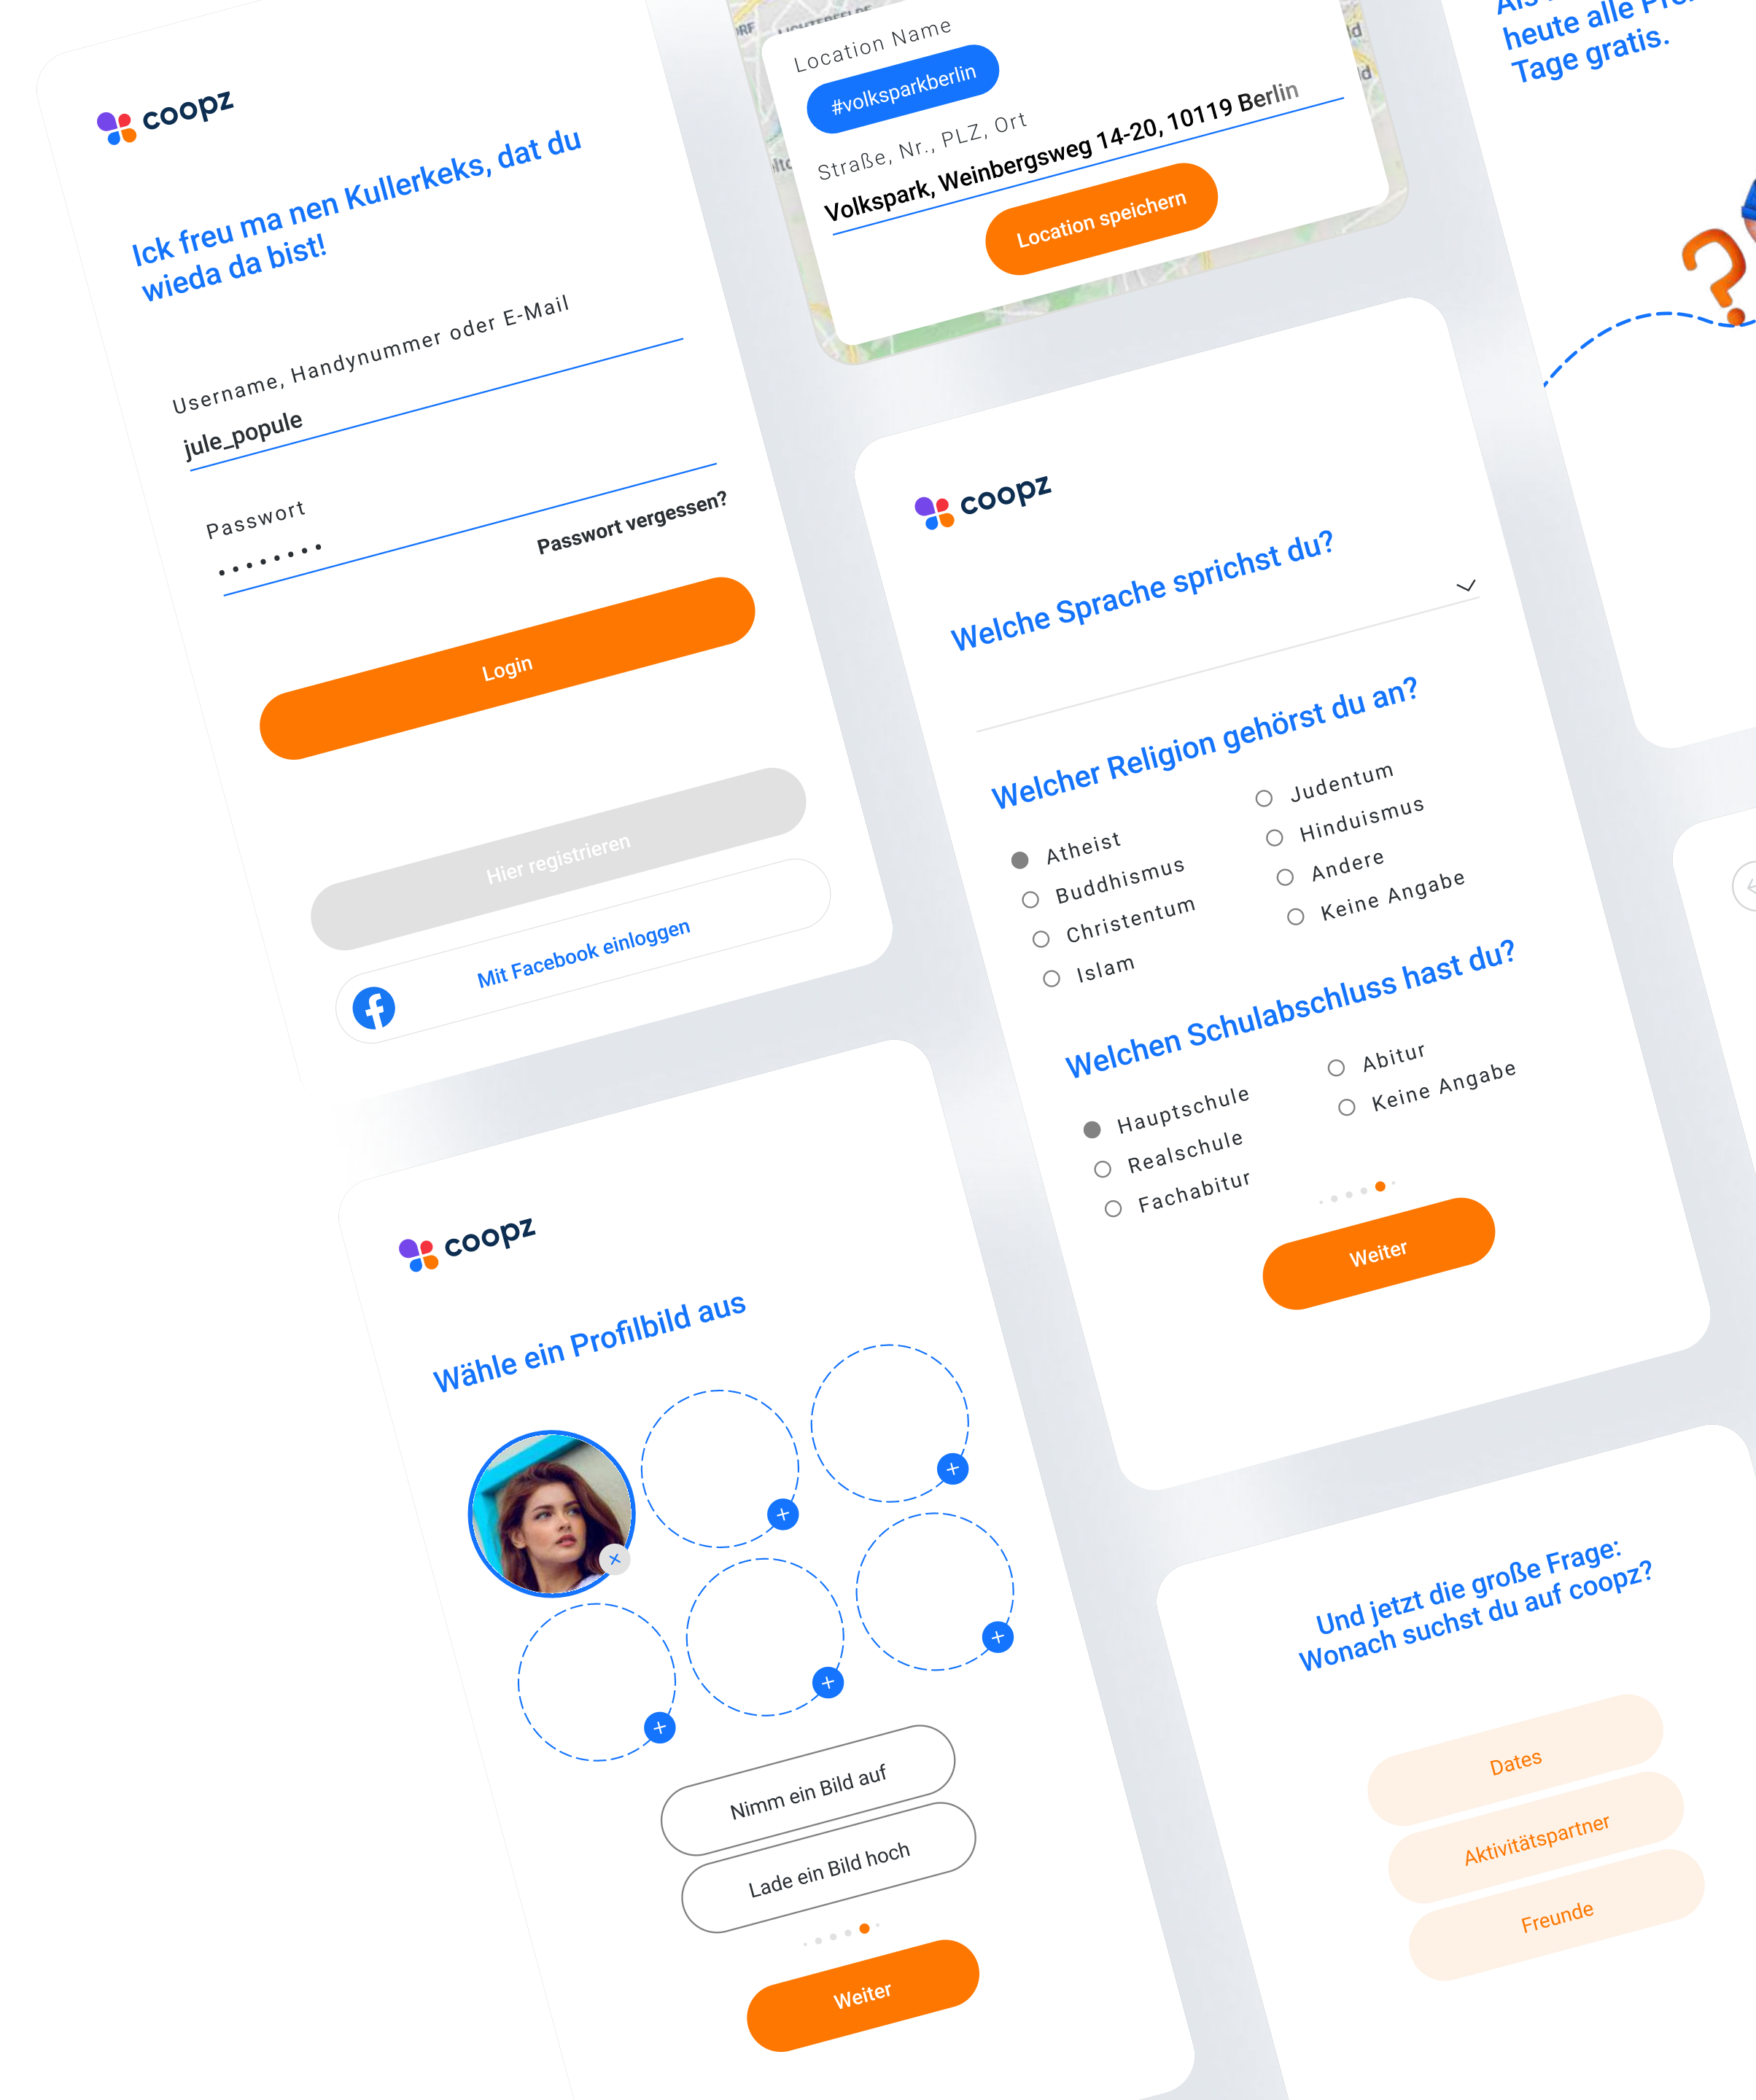 coopz
Ick freu ma nen Kullerkeks, dat du
wieda da bist!
Username, Handynummer oder E-Mail
jule_popule
Passwort
••••••••
Passwort vergessen?
Login
Hier registrieren
Mit Facebook einloggen
Location Name
#volksparkberlin
Straße, Nr., PLZ, Ort
Volkspark, Weinbergsweg 14-20, 10119 Berlin
Location speichern
heute alle
Tage gratis.
coopz
Welche Sprache sprichst du?
Welcher Religion gehörst du an?
Atheist
Buddhismus
Christentum
Islam
Judentum
Hinduismus
Andere
Keine Angabe
Welchen Schulabschluss hast du?
Hauptschule
Realschule
Fachabitur
Abitur
Keine Angabe
Weiter
coopz
Wähle ein Profilbild aus
Nimm ein Bild auf
Lade ein Bild hoch
Weiter
Und jetzt die große Frage:
Wonach suchst du auf coopz?
Dates
Aktivitätspartner
Freunde